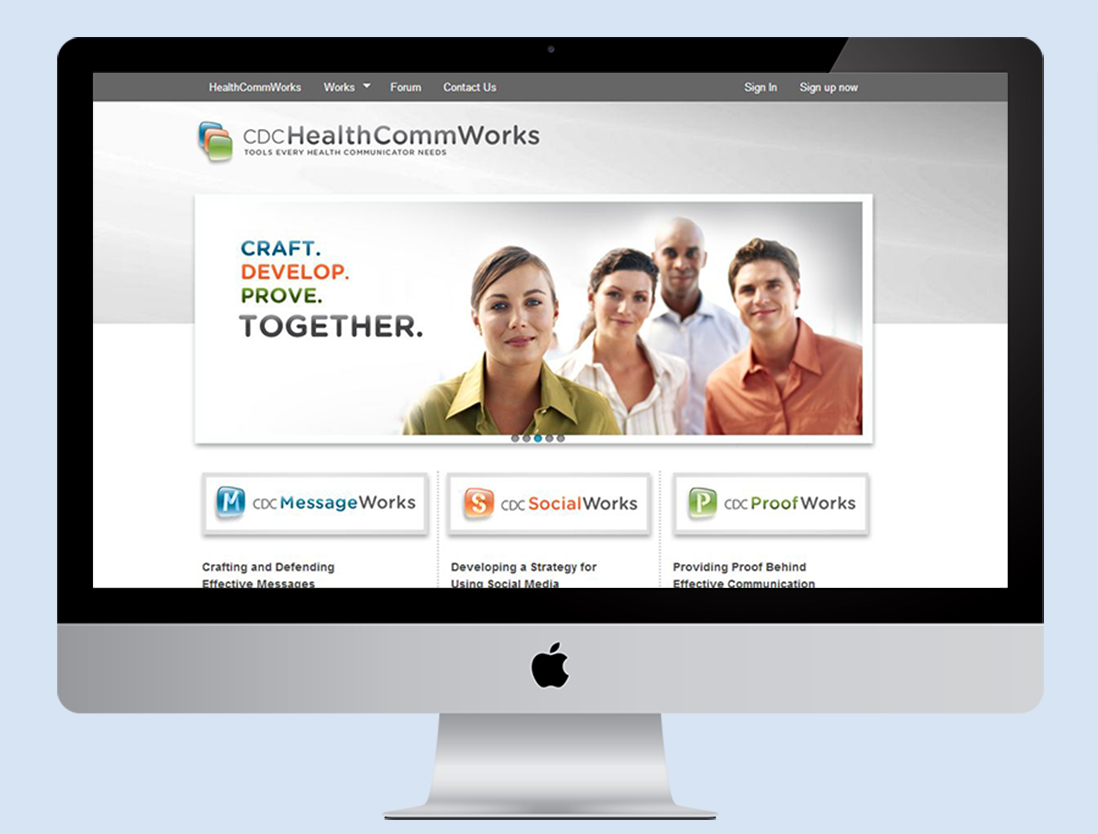 HealthCommWorks Works Forum Contact Us Sign In Sign up now
CDCHealthCommWorks
TOOLS EVERY HEALTH COMMUNICATOR NEEDS
CRAFT.
DEVELOP.
PROVE.
TOGETHER.
M CDC MessageWorks
S CDC SocialWorks
P CDC ProofWorks
Crafting and Defending
Effective Messages
Developing a Strategy for
Using Social Media
Providing Proof Behind
Effective Communication